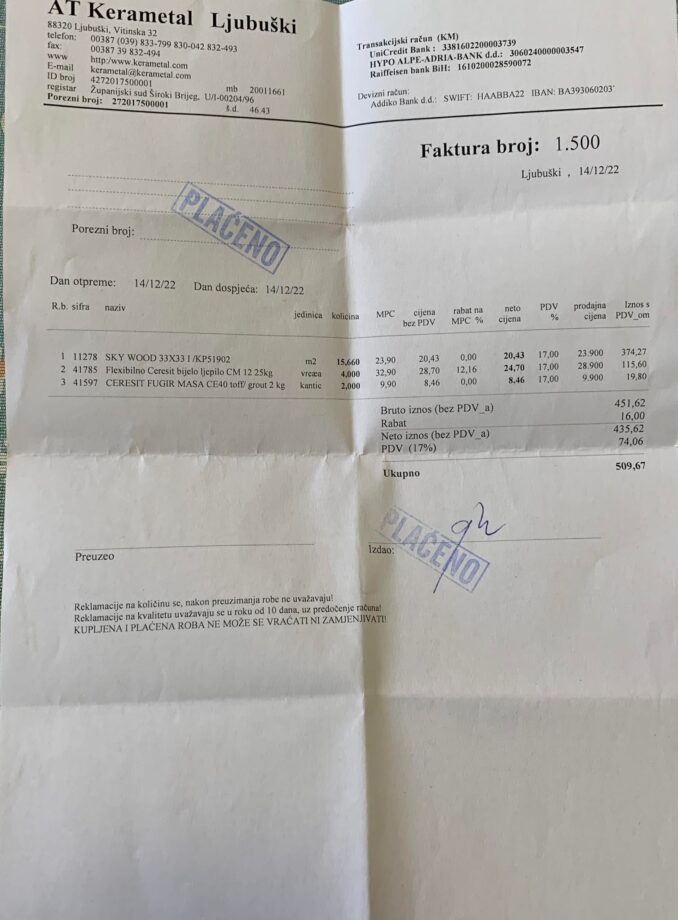 AT Kerametal Ljubuški
88320 Ljubuški, Vitinska 32
telefon: 00387 (039) 833-799 830-042 832-493
fax: 00387 39 832-494
www http:/www.kerametal.com
E-mail kerametal@kerametal.com
ID broj 4272017500001 mb 20011661
registar Županijski sud Široki Brijeg, U/I-00204/96
Porezni broj: 272017500001 š.d. 46.43
Transakcijski račun (KM)
UniCredit Bank : 3381602200003739
HYPO ALPE-ADRIA-BANK d.d.: 3060240000003547
Raiffeisen bank BiH: 1610200028590072
Devizni račun:
Addiko Bank d.d.: SWIFT: HAABBA22 IBAN: BA393060203
Faktura broj: 1.500
Ljubuški , 14/12/22
PLAĆENO
Porezni broj:
Dan otpreme: 14/12/22 Dan dospjeća: 14/12/22
R.b. sifra naziv jedinica kolicina MPC cijena bez PDV rabat na MPC % neto cijena PDV % prodajna cijena Iznos s PDV_om
1 11278 SKY WOOD 33X33 I /KP51902 m2 15,660 23,90 20,43 0,00 20,43 17,00 23.900 374,27
2 41785 Flexibilno Ceresit bijelo ljepilo CM 12 25kg vreæa 4,000 32,90 28,70 12,16 24,70 17,00 28.900 115,60
3 41597 CERESIT FUGIR MASA CE40 toff/ grout 2 kg kantic 2,000 9,90 8,46 0,00 8,46 17,00 9.900 19,80
Bruto iznos (bez PDV_a) 451,62
Rabat 16,00
Neto iznos (bez PDV_a) 435,62
PDV (17%) 74,06
Ukupno 509,67
Preuzeo
Izdao:
PLAĆENO
Reklamacije na količinu se, nakon preuzimanja robe ne uvažavaju!
Reklamacije na kvalitetu uvažavaju se u roku od 10 dana, uz predočenje računa!
KUPLJENA I PLAĆENA ROBA NE MOŽE SE VRAĆATI NI ZAMJENJIVATI!